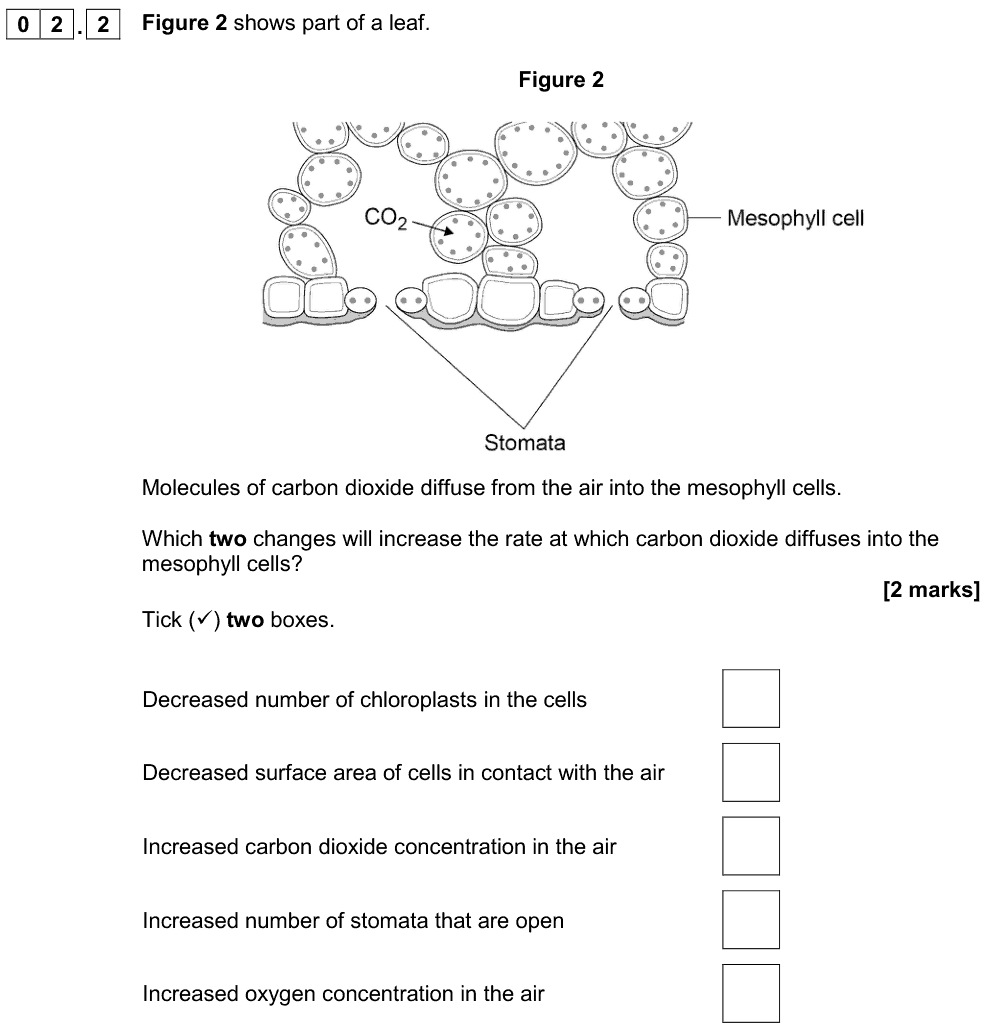 02.2 Figure 2 shows part of a leaf.
Figure 2
CO2
Mesophyll cell
Stomata
Molecules of carbon dioxide diffuse from the air into the mesophyll cells.
Which two changes will increase the rate at which carbon dioxide diffuses into the
mesophyll cells?
[2 marks]
Tick (✓) two boxes.
Decreased number of chloroplasts in the cells
Decreased surface area of cells in contact with the air
Increased carbon dioxide concentration in the air
Increased number of stomata that are open
Increased oxygen concentration in the air